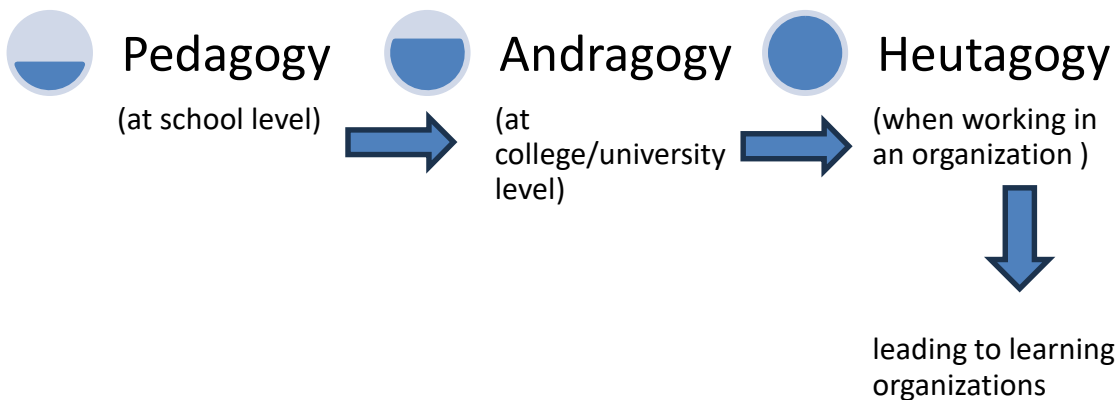 Pedagogy
(at school level)
Andragogy
(at
college/university
level)
Heutagogy
(when working in
an organization )
leading to learning
organizations